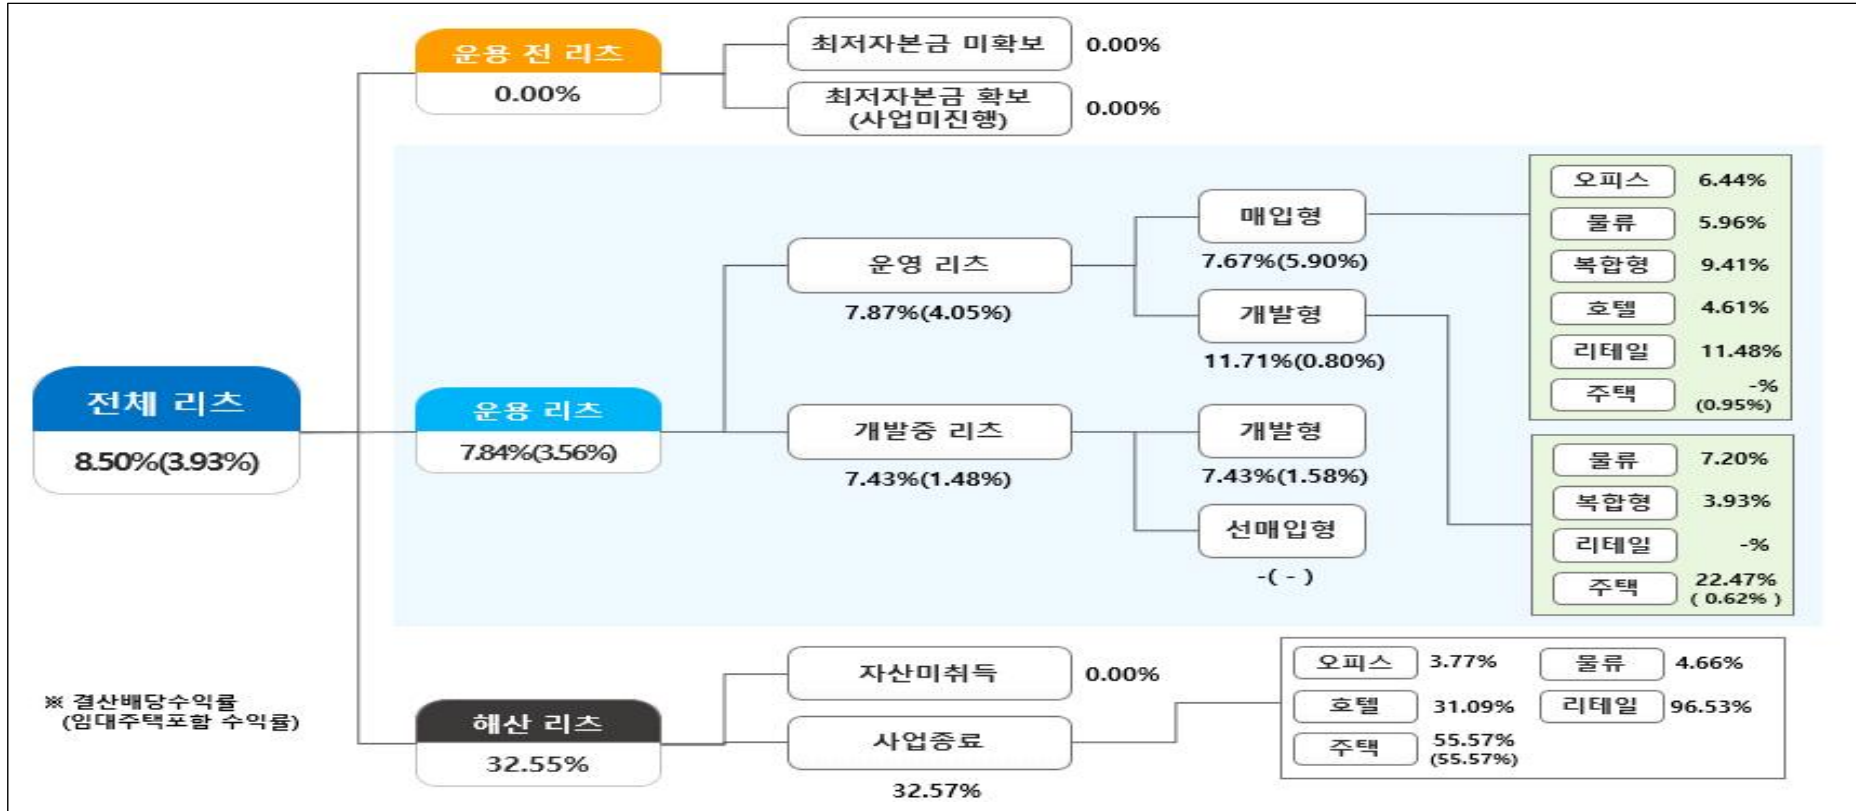 전체 리츠
8.50%(3.93%)
운용 전 리츠
0.00%
최저자본금 미확보
0.00%
최저자본금 확보
(사업미진행)
0.00%
운용 리츠
7.84%(3.56%)
운영 리츠
7.87%(4.05%)
매입형
7.67%(5.90%)
오피스 6.44%
물류 5.96%
복합형 9.41%
호텔 4.61%
리테일 11.48%
주택 -%
(0.95%)
개발형
11.71%(0.80%)
물류 7.20%
복합형 3.93%
리테일 -%
주택 22.47%
( 0.62% )
개발중 리츠
7.43%(1.48%)
개발형
7.43%(1.58%)
선매입형
-( - )
해산 리츠
32.55%
자산미취득
0.00%
사업종료
32.57%
오피스 3.77% 물류 4.66%
호텔 31.09% 리테일 96.53%
주택 55.57%
(55.57%)
※ 결산배당수익률
(임대주택포함 수익률)